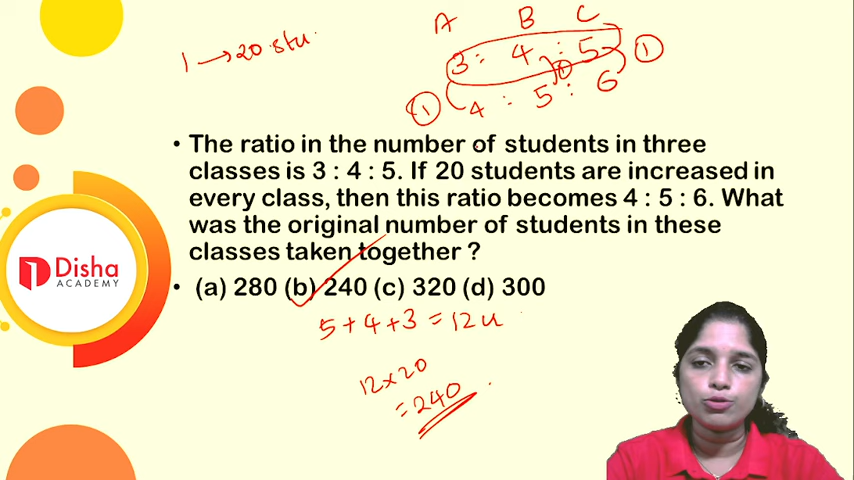 A B C
1 → 20 stu.
3 : 4 : 5 1
1
1 4 : 5 : 6
• The ratio in the number of students in three
classes is 3 : 4 : 5. If 20 students are increased in
every class, then this ratio becomes 4 : 5 : 6. What
was the original number of students in these
classes taken together ?
• (a) 280 (b) 240 (c) 320 (d) 300
Disha
ACADEMY
5+4+3 = 12u
12×20
=240